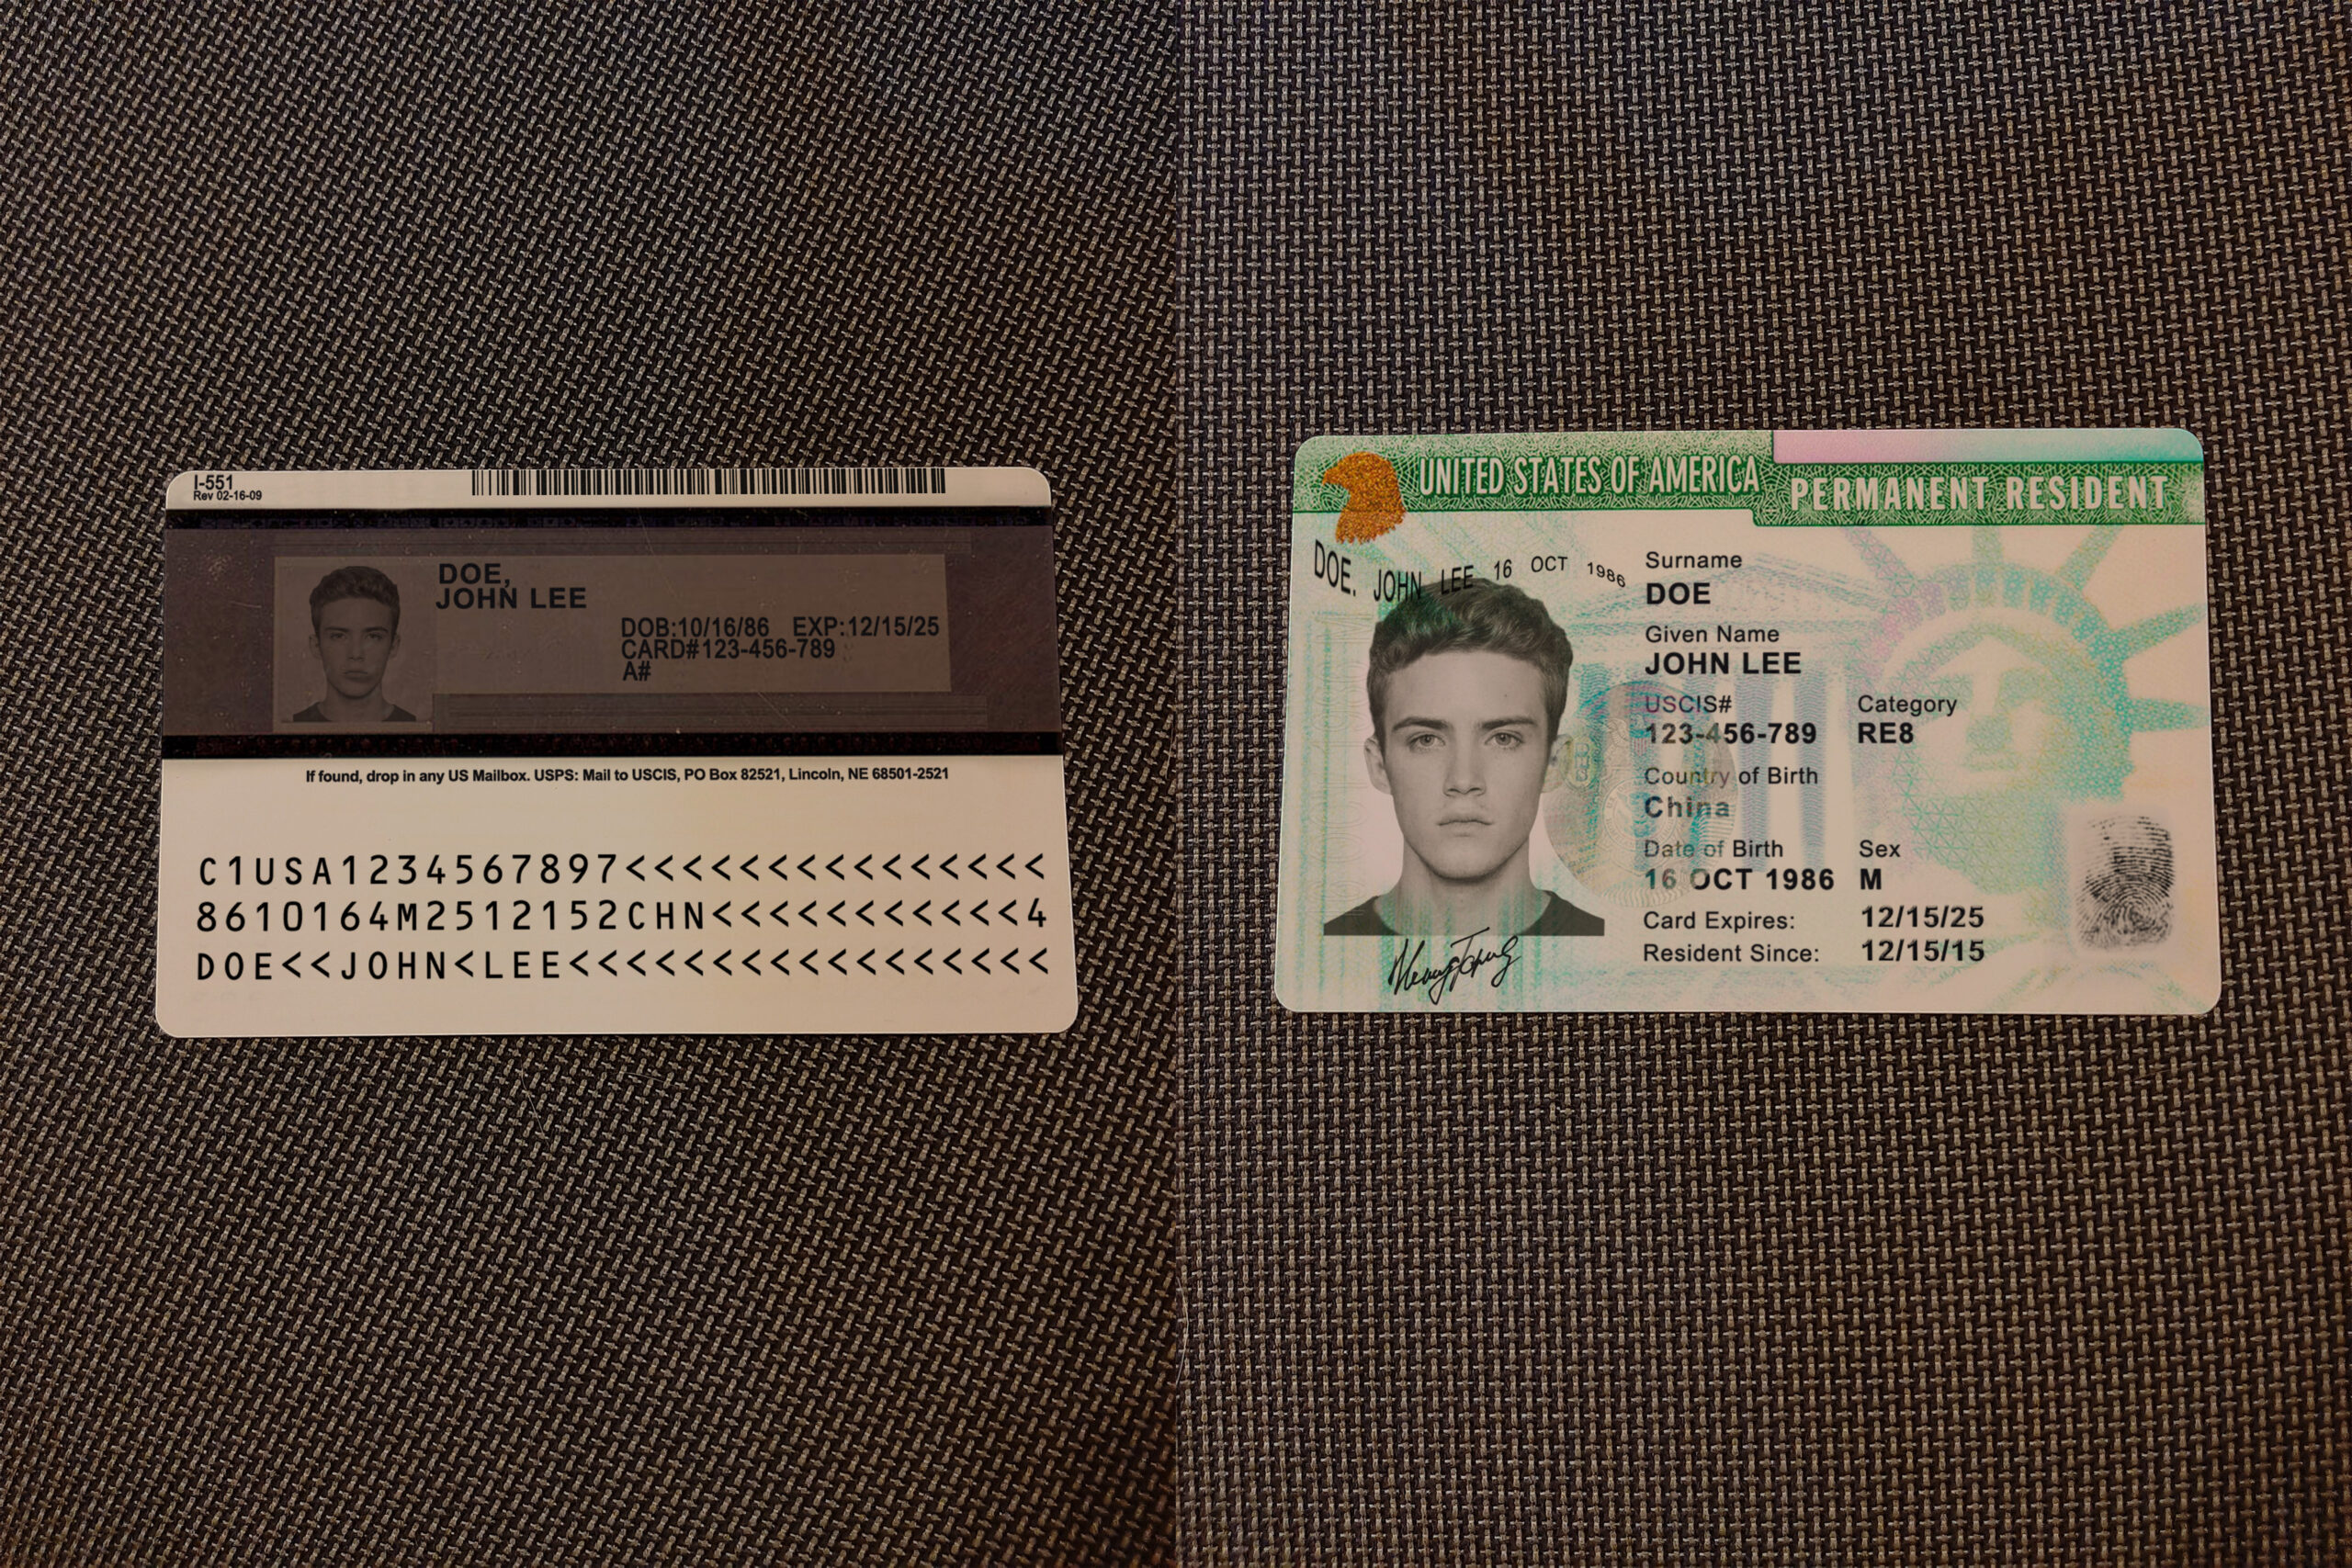 I-551
Rev 02-16-09
DOE,
JOHN LEE
DOB:10/16/86 EXP:12/15/25
CARD#123-456-789
A#
If found, drop in any US Mailbox. USPS: Mail to USCIS, PO Box 82521, Lincoln, NE 68501-2521
C1USA1234567897<<<<<<<<<<<<<<<
8610164M2512152CHN<<<<<<<<<<<4
DOE<<JOHN<LEE<<<<<<<<<<<<<<<<<
UNITED STATES OF AMERICA
PERMANENT RESIDENT
DOE. JOHN LEE 16 OCT 1986
Surname
DOE
Given Name
JOHN LEE
USCIS# Category
123-456-789 RE8
Country of Birth
China
Date of Birth Sex
16 OCT 1986 M
Card Expires: 12/15/25
Resident Since: 12/15/15